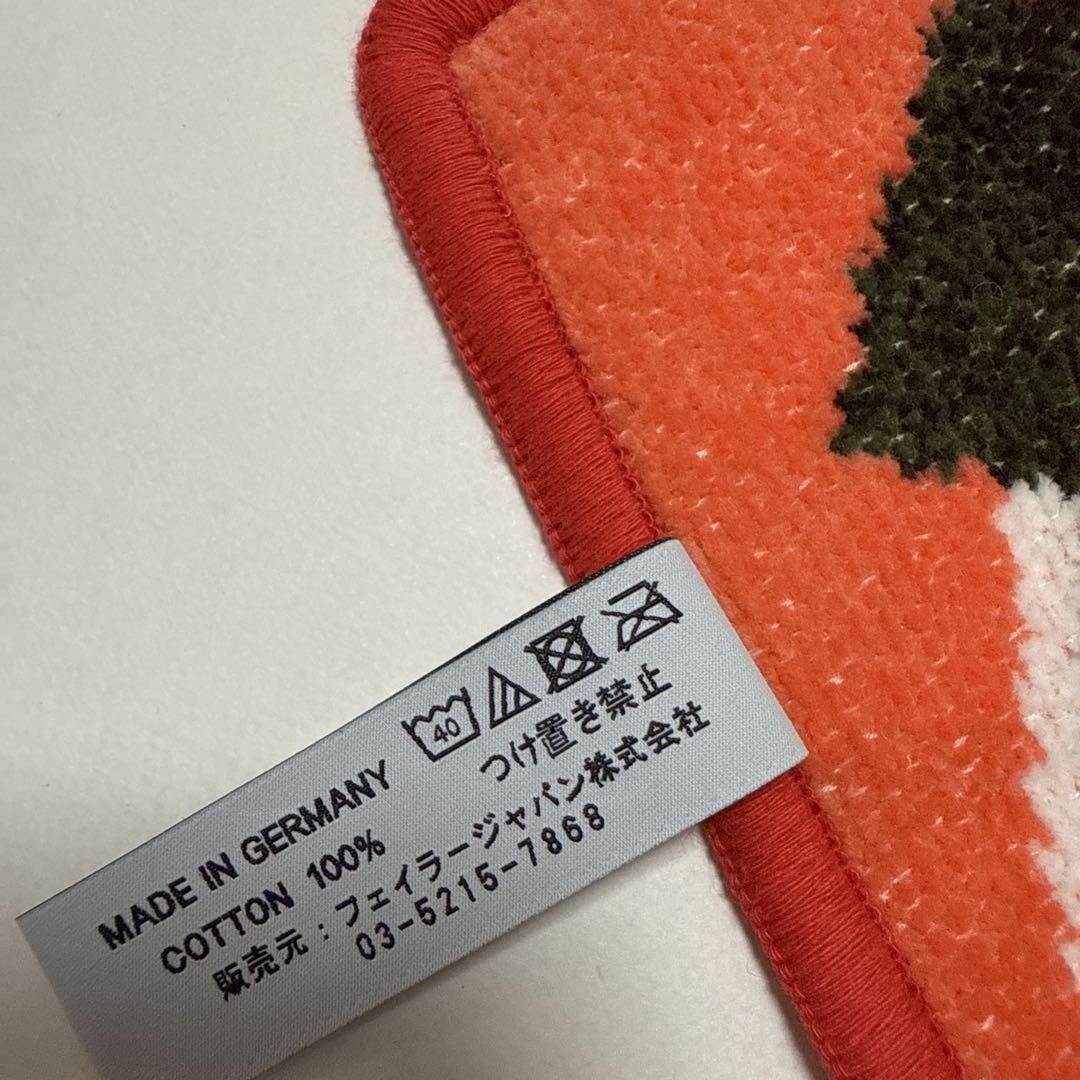 40
つけ置き禁止
MADE IN GERMANY
COTTON 100%
販売元:フェイラージャパン株式会社
03-5215-7868